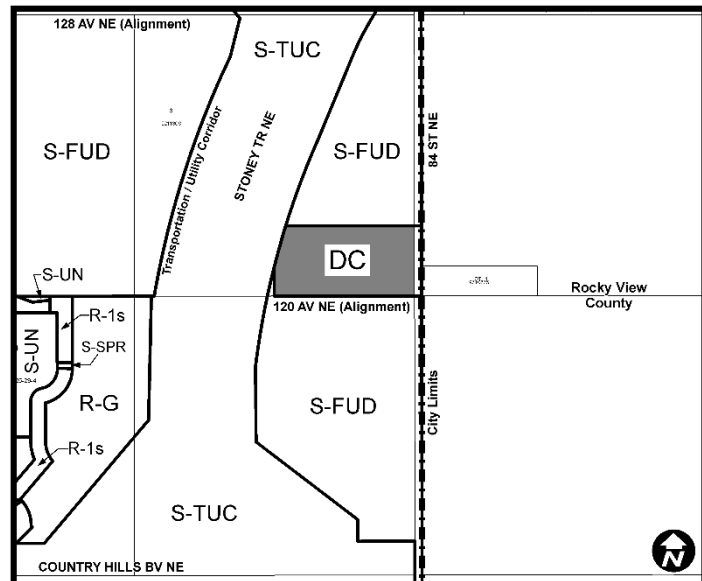 128 AV NE (Alignment)
S-TUC
S-FUD
Transportation / Utility Corridor
STONEY TR NE
S-FUD
84 ST NE
DC
S-UN
Rocky View
County
120 AV NE (Alignment)
R-1s
S-UN
S-SPR
R-G
S-FUD
City Limits
R-1s
S-TUC
COUNTRY HILLS BV NE
N